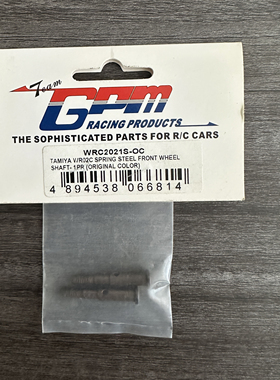 Team
GPM
RACING PRODUCTS
THE SOPHISTICATED PARTS FOR R/C CARS
WRC2021S-OC
TAMIYA WR02C SPRING STEEL FRONT WHEEL
SHAFT- 1PR (ORIGINAL COLOR)
4 894538 066814